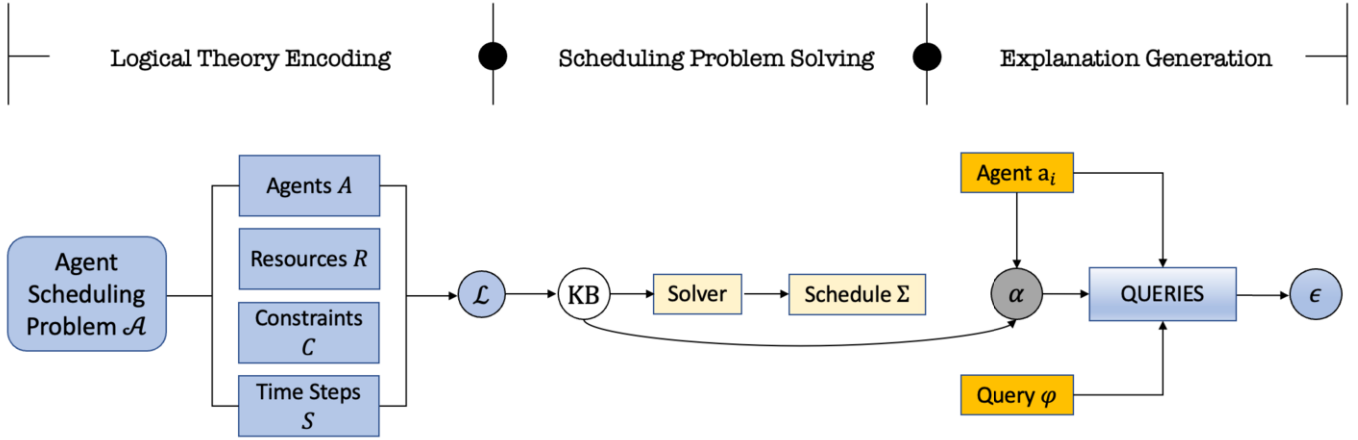 Logical Theory Encoding
Scheduling Problem Solving
Explanation Generation
Agent
Scheduling
Problem 𝒜
Agents A
Resources R
Constraints
C
Time Steps
S
ℒ
KB
Solver
Schedule Σ
Agent aᵢ
α
QUERIES
ϵ
Query φ